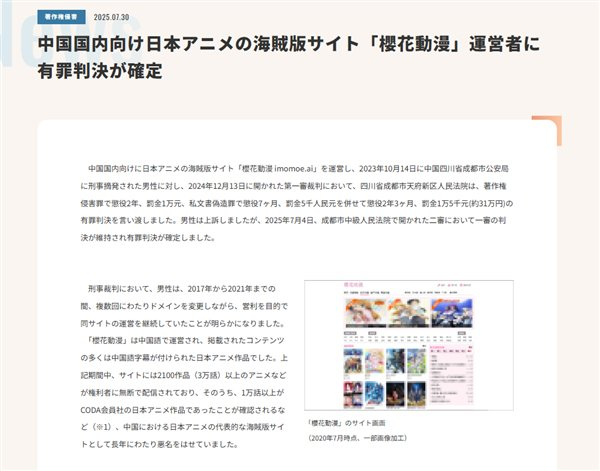 著作権侵害
2025.07.30
中国国内向け日本アニメの海賊版サイト「櫻花動漫」運営者に
有罪判決が確定
中国国内向けに日本アニメの海賊版サイト「櫻花動漫 imomoe.ai」を運営し、2023年10月14日に中国四川省成都市公安局
に刑事摘発された男性に対し、2024年12月13日に開かれた第一審裁判において、四川省成都市天府新区人民法院は、著作権
侵害罪で懲役2年、罰金1万元、私文書偽造罪で懲役7ヶ月、罰金5千人民元を併せて懲役2年3ヶ月、罰金1万5千元(約31万円)の
有罪判決を言い渡しました。男性は上訴しましたが、2025年7月4日、成都市中級人民法院で開かれた二審において一審の判
決が維持され有罪判決が確定しました。
刑事裁判において、男性は、2017年から2021年までの
間、複数回にわたりドメインを変更しながら、営利を目的で
同サイトの運営を継続していたことが明らかになりました。
「櫻花動漫」は中国語で運営され、掲載されたコンテンツ
の多くは中国語字幕が付けられた日本アニメ作品でした。上
記期間中、サイトには2100作品（3万話）以上のアニメなど
が権利者に無断で配信されており、そのうち、1万話以上が
CODA会員社の日本アニメ作品であったことが確認されるな
ど（※1）、中国における日本アニメの代表的な海賊版サイ
トとして長年にわたり悪名をはせていました。
「櫻花動漫」のサイト画面
（2020年7月時点、一部画像加工）